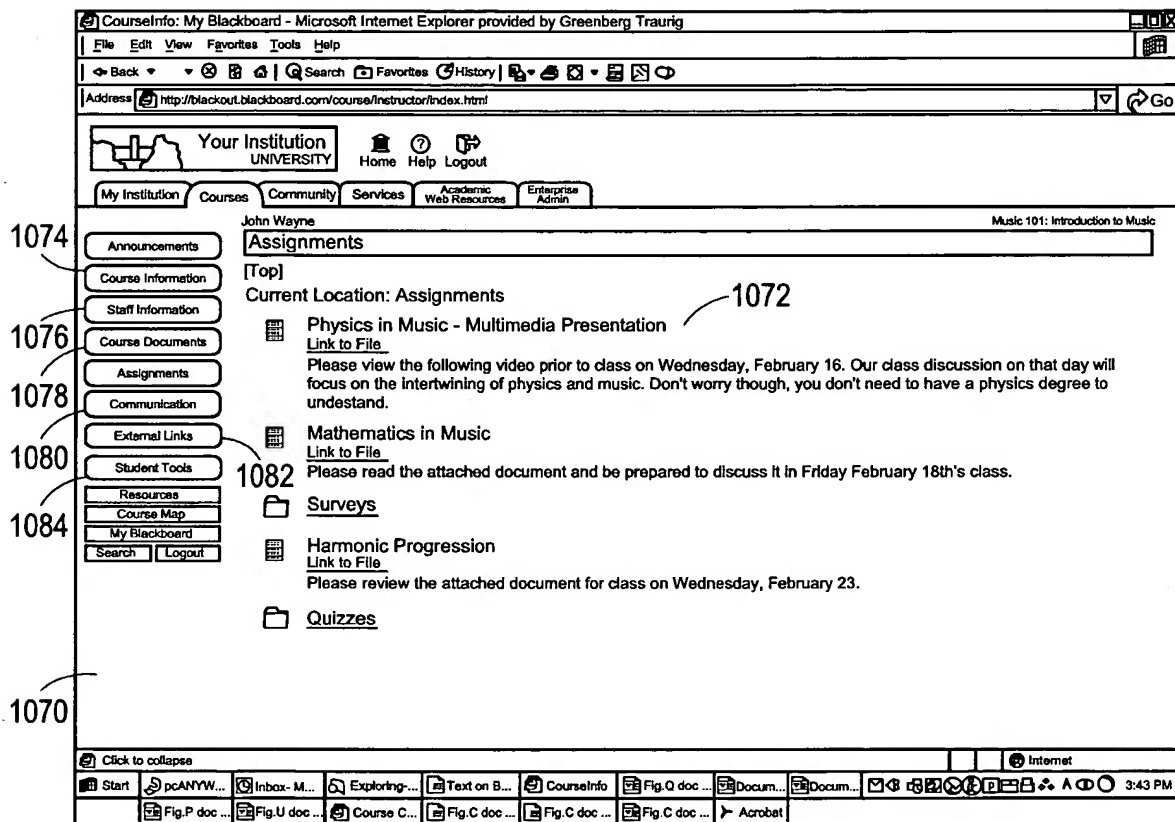 CourseInfo: My Blackboard - Microsoft Internet Explorer provided by Greenberg Traurig
File Edit View Favorites Tools Help
Back Search Favorites History
Address http://blackout.blackboard.com/course/instructor/index.html Go
Your Institution
UNIVERSITY
Home Help Logout
My Institution Courses Community Services Academic Web Resources Enterprise Admin
John Wayne Music 101: Introduction to Music
1074
Announcements
Assignments
Course Information
[Top]
Current Location: Assignments
1072
1076
Staff Information
Physics in Music - Multimedia Presentation
Link to File
Please view the following video prior to class on Wednesday, February 16. Our class discussion on that day will
focus on the intertwining of physics and music. Don't worry though, you don't need to have a physics degree to
undestand.
Course Documents
1078
Assignments
1080
Communication
External Links
1082
Mathematics in Music
Link to File
Please read the attached document and be prepared to discuss it in Friday February 18th's class.
Student Tools
1084
Resources
Course Map
My Blackboard
Search Logout
Surveys
Harmonic Progression
Link to File
Please review the attached document for class on Wednesday, February 23.
Quizzes
1070
Click to collapse Internet
Start pcANYW... Inbox- M... Exploring-... Text on B... CourseInfo Fig.Q doc ... Docum... Docum... 3:43 PM
Fig.P doc ... Fig.U doc ... Course C... Fig.C doc ... Fig.C doc ... Fig.C doc ... Acrobat